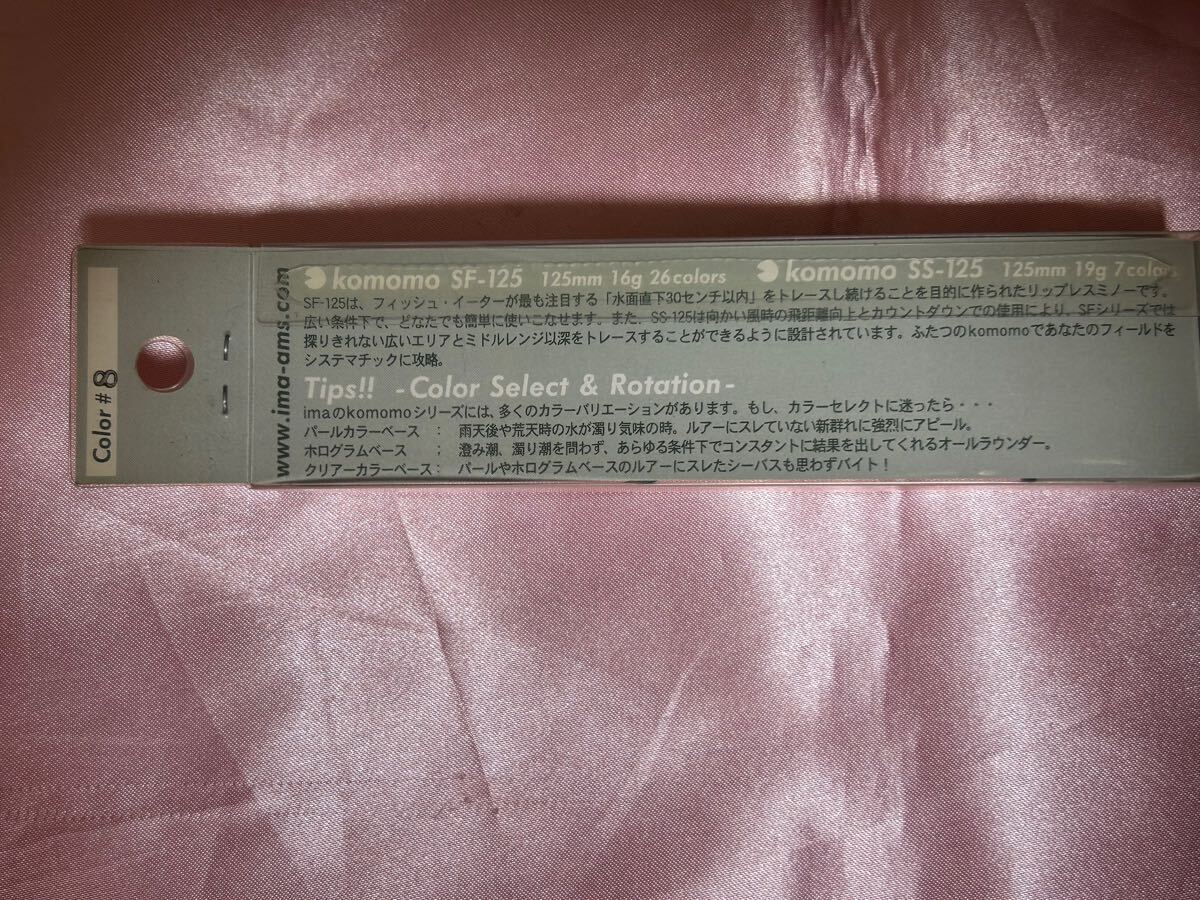 Color # 8
www.ima-ams.com
komomo SF-125 125mm 16g 26colors
komomo SS-125 125mm 19g 7colors
SF-125は、フィッシュ・イーターが最も注目する「水面直下30センチ以内」をトレースし続けることを目的に作られたリップレスミノーです。
広い条件下で、どなたでも簡単に使いこなせます。また、SS-125は向かい風時の飛距離向上とカウントダウンでの使用により、SFシリーズでは
探りきれない広いエリアとミドルレンジ以深をトレースすることができるように設計されています。ふたつのkomomoであなたのフィールドを
システマチックに攻略。
Tips!! -Color Select & Rotation-
imaのkomomoシリーズには、多くのカラーバリエーションがあります。もし、カラーセレクトに迷ったら・・・
パールカラーベース ; 雨天後や荒天時の水が濁り気味の時。ルアーにスレていない新群れに強烈にアピール。
ホログラムベース ; 澄み潮、濁り潮を問わず、あらゆる条件下でコンスタントに結果を出してくれるオールラウンダー。
クリアーカラーベース; パールやホログラムベースのルアーにスレたシーバスも思わずバイト!